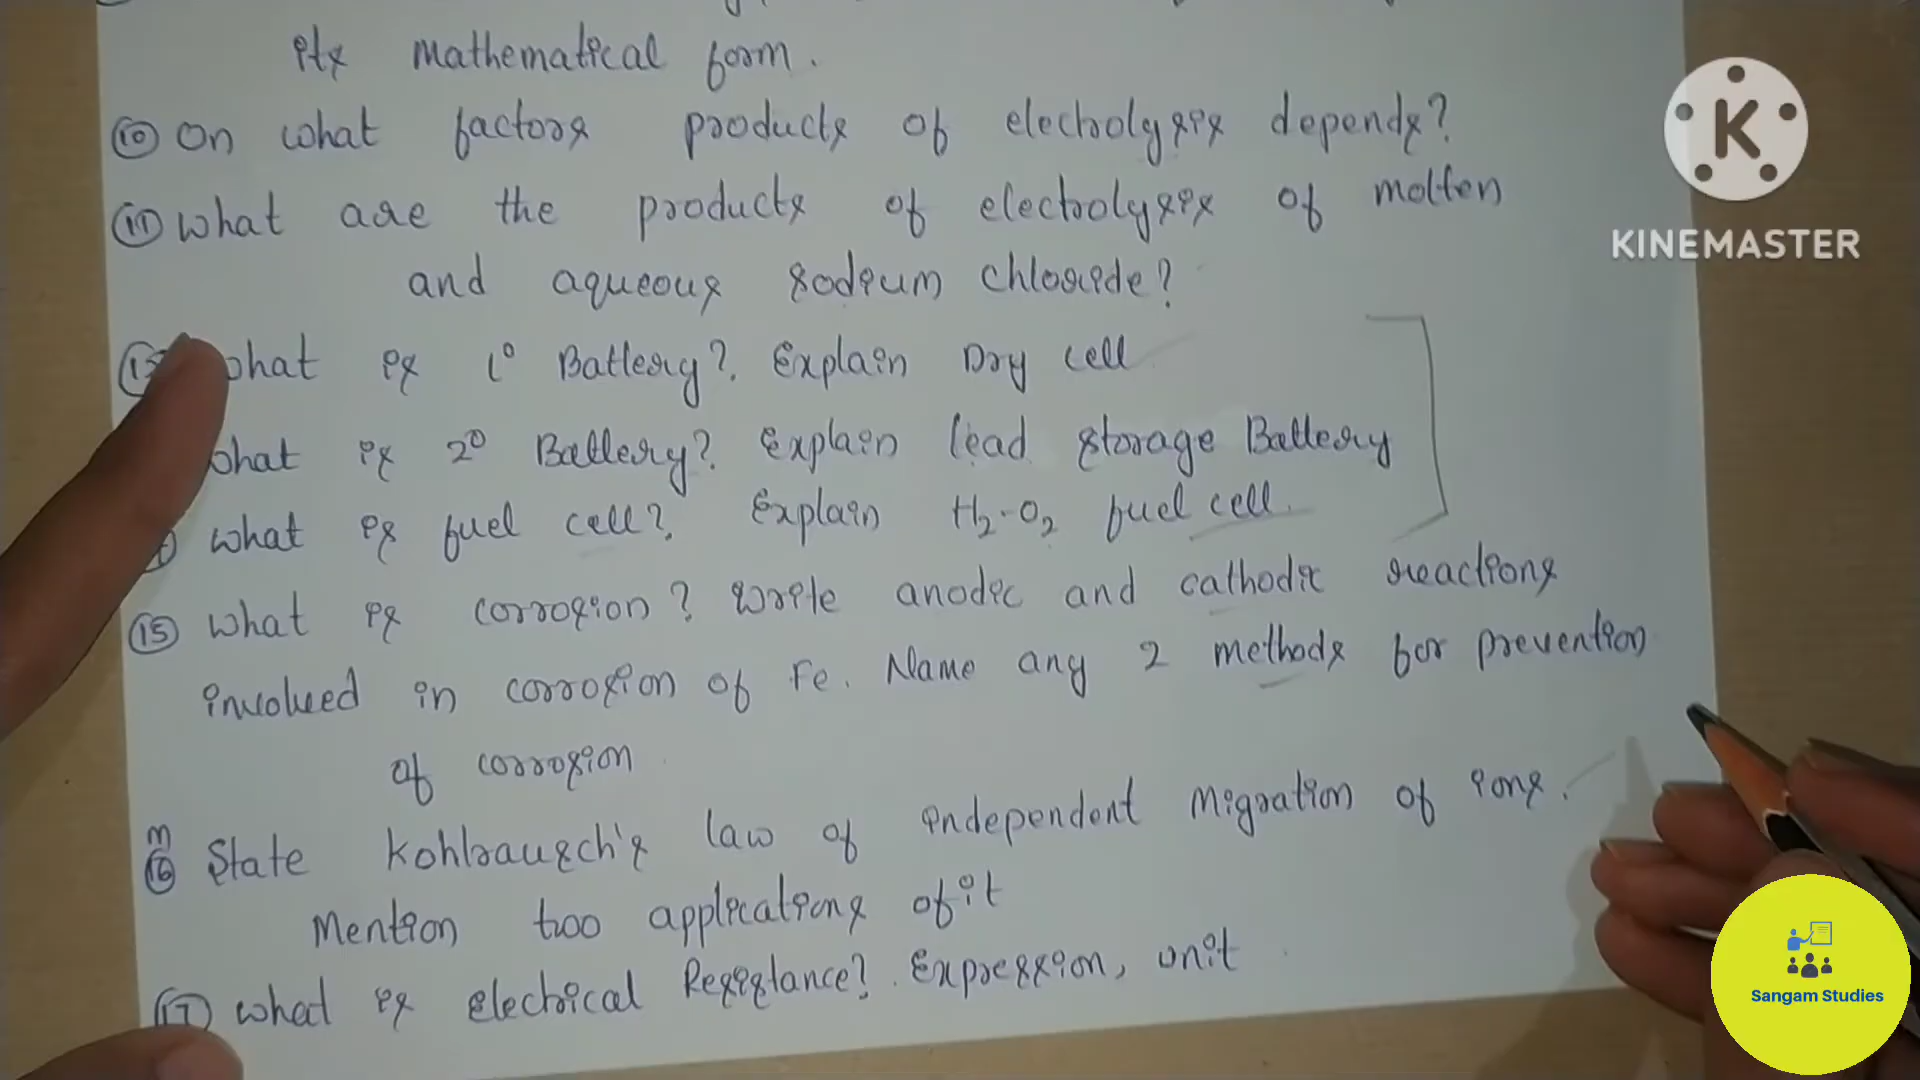 its mathematical form.
⑩ On what factors products of electrolysis depends?
⑪ what are the products of electrolysis of molten
and aqueous sodium chloride?
what is 1° Battery?. Explain Dry cell
what is 2° Battery?. Explain lead storage Battery
what is fuel cell?. Explain H₂-O₂ fuel cell.
⑮ what is corrosion? write anodic and cathodic reactions
involved in corrosion of Fe. Name any 2 methods for prevention
of corrosion
m
⑯ State Kohlrausch's law of independent Migration of ions.
Mention two applications of it
⑰ what is electrical Resistance?. Expression, unit
K
KINEMASTER
Sangam Studies